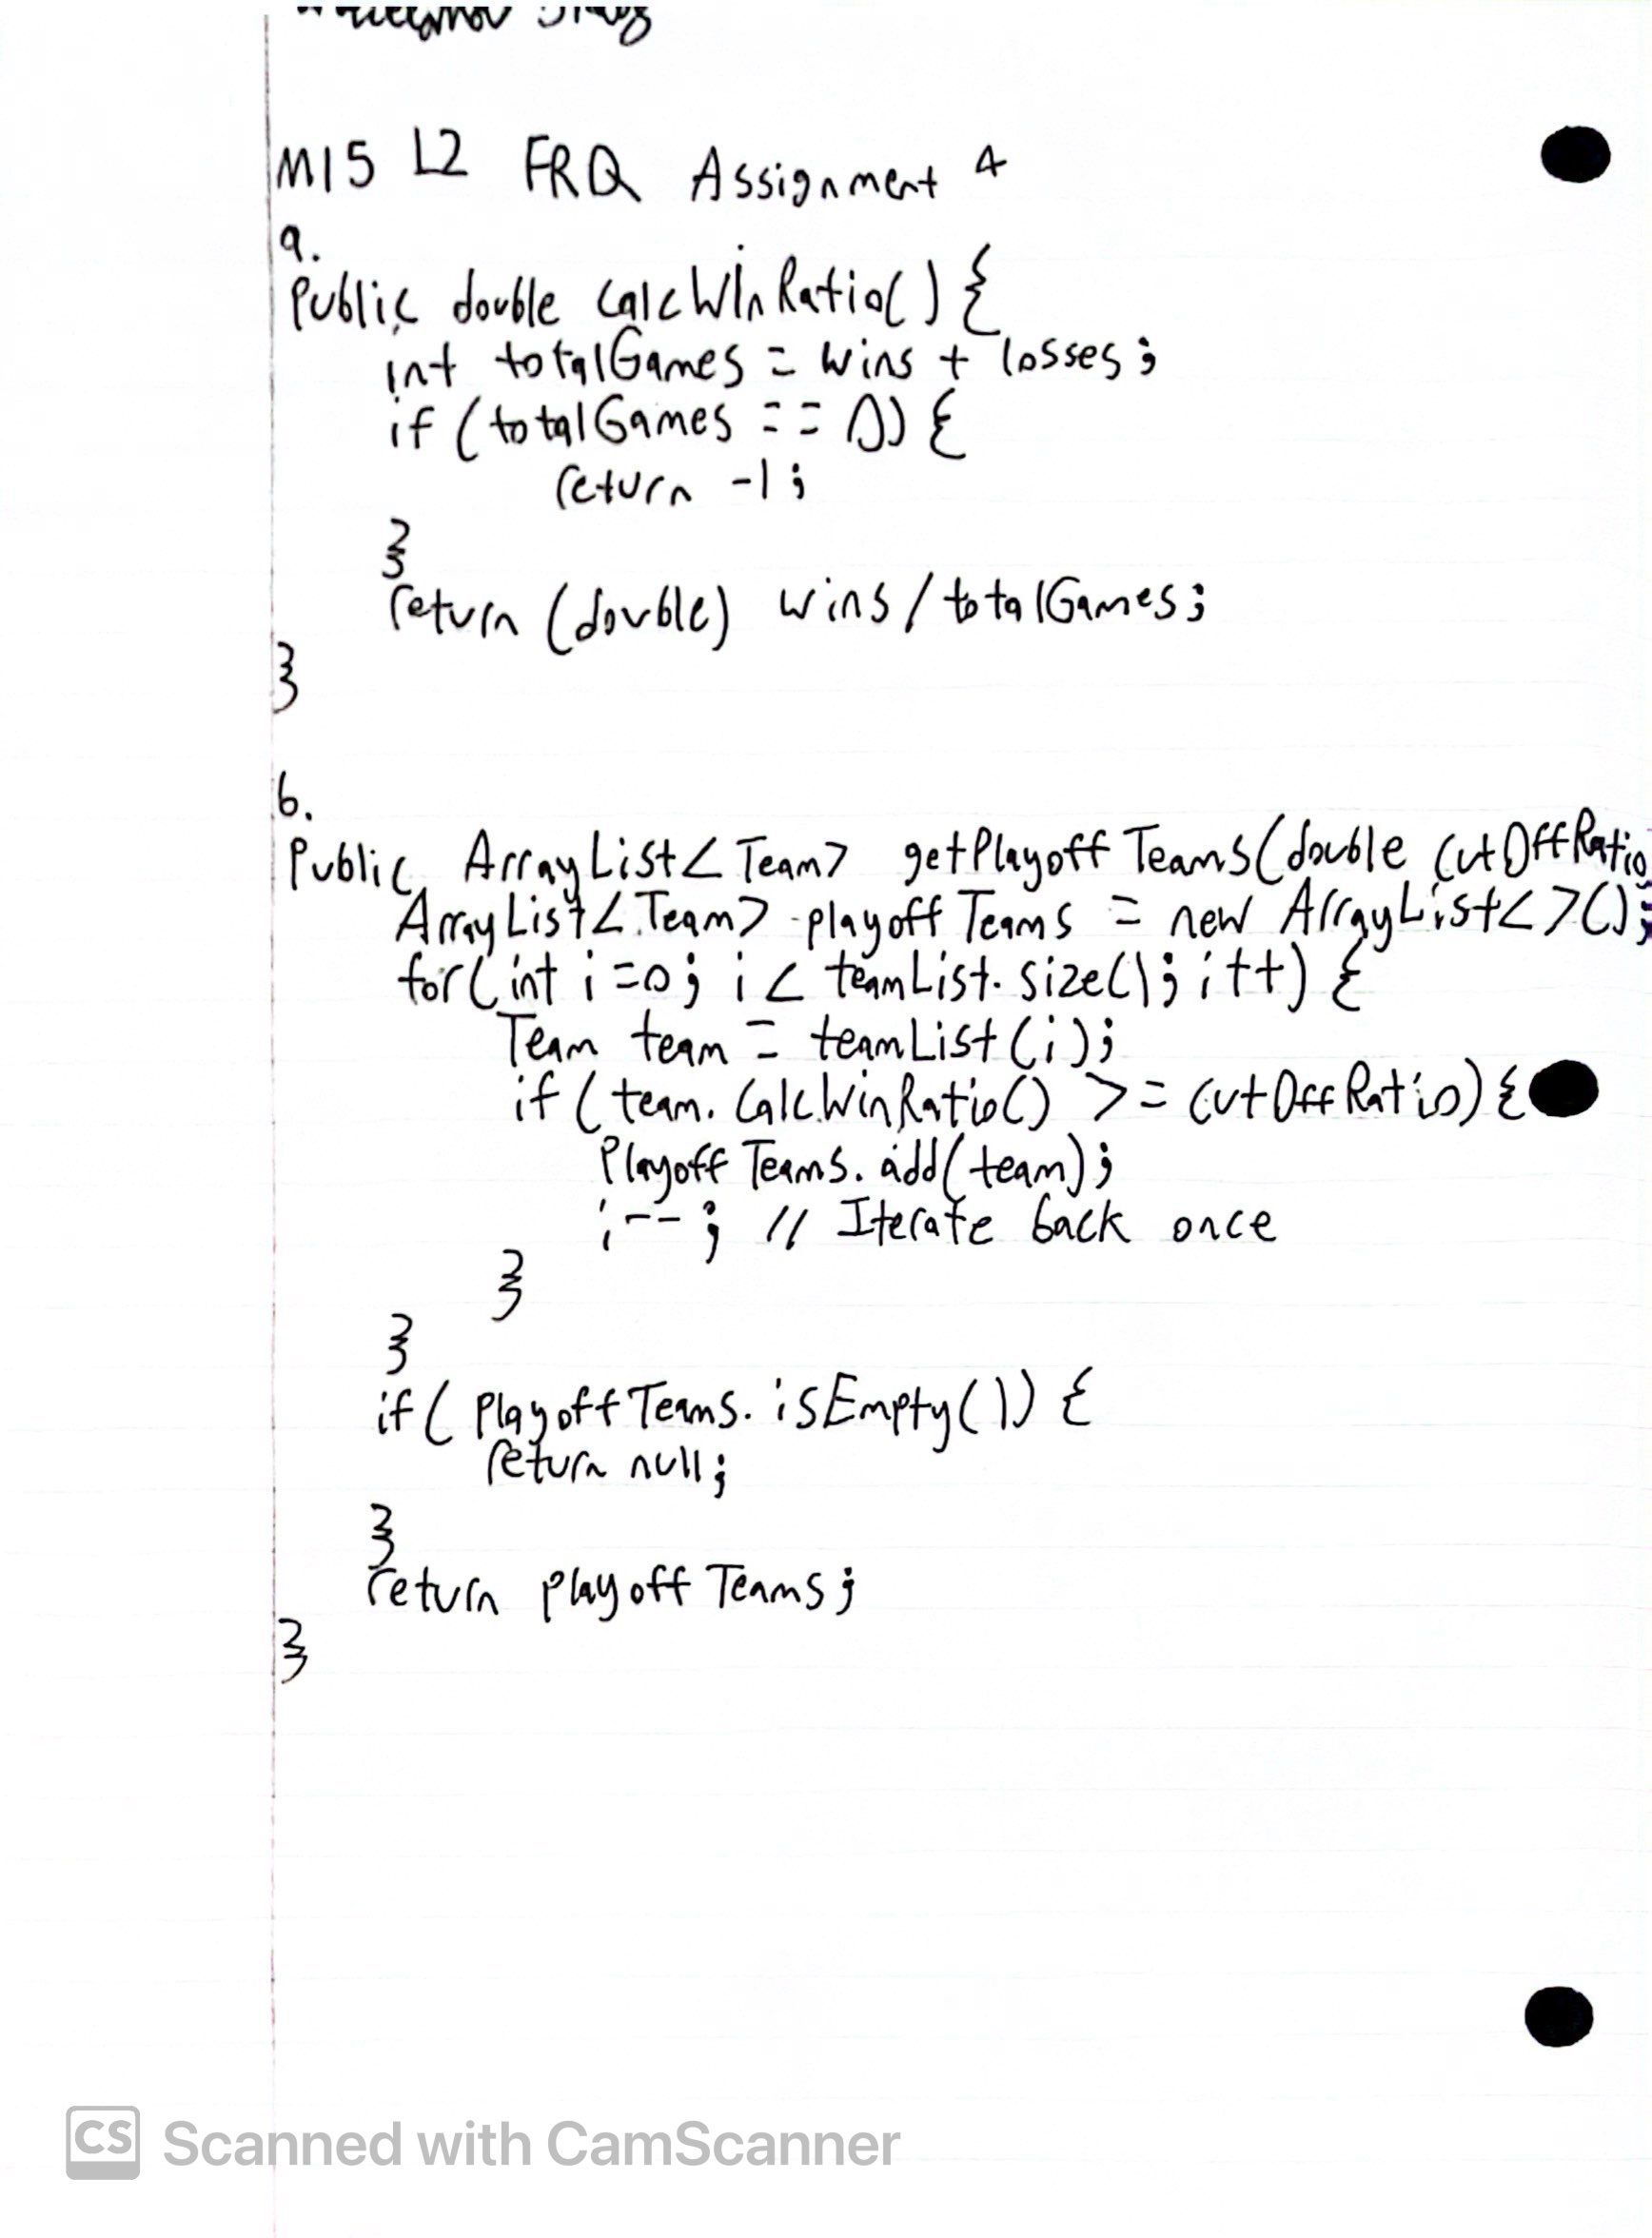 M15 L2 FRQ Assignment 4
a.
Public double calcWinRatio() {
int totalGames = wins + losses;
if (totalGames == 0) {
return -1;
}
return (double) wins/totalGames;
}
b.
Public ArrayList<Team> getPlayoffTeams(double cutOffRatio
ArrayList<Team> playoffTeams = new ArrayList<>();
for(int i=0; i < teamList.size(); i++) {
Team team = teamList(i);
if (team.calcWinRatio() >= cutOffRatio) {
PlayoffTeams.add(team);
i--; // Iterate back once
}
}
if( PlayoffTeams.isEmpty()) {
return null;
}
return playoffTeams;
}
CS Scanned with CamScanner